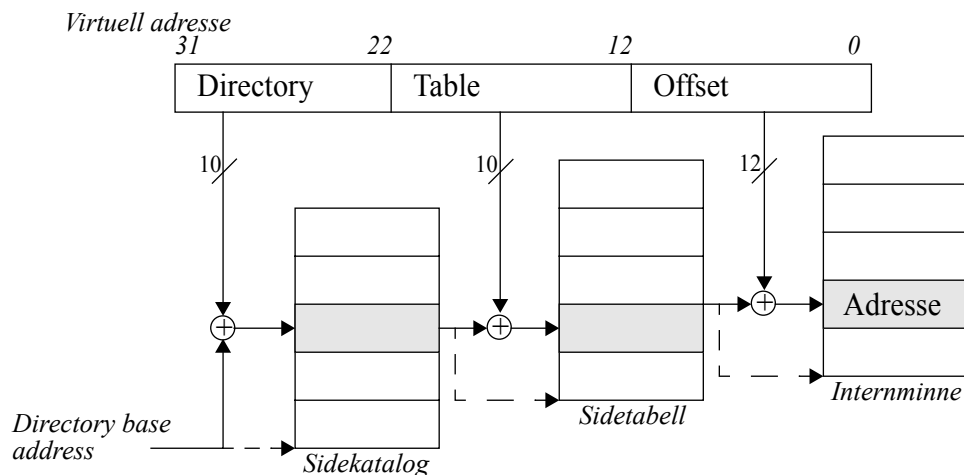 Virtuell adresse
31 22 12 0
Directory Table Offset
10 10 12
Adresse
Internminne
Sidetabell
Directory base
address
Sidekatalog